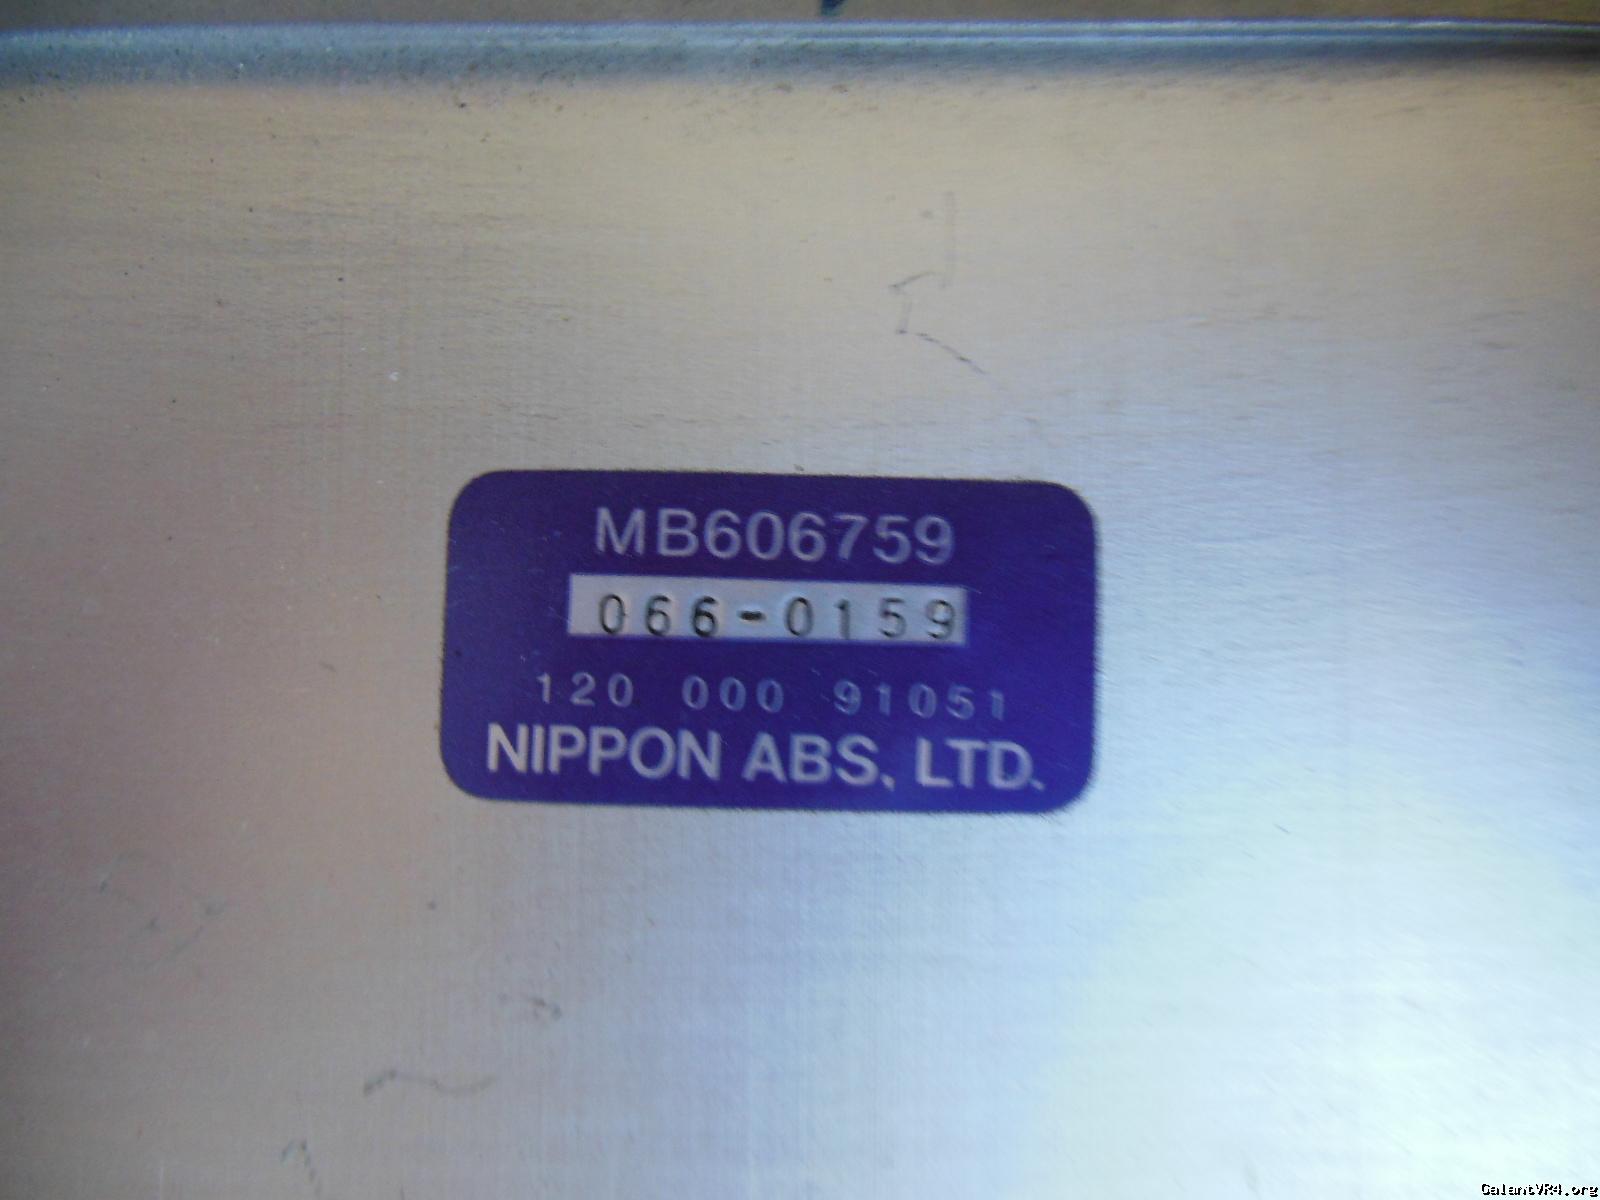 MB606759
066-0159
120 000 91051
NIPPON ABS, LTD.
GalantVR4.org